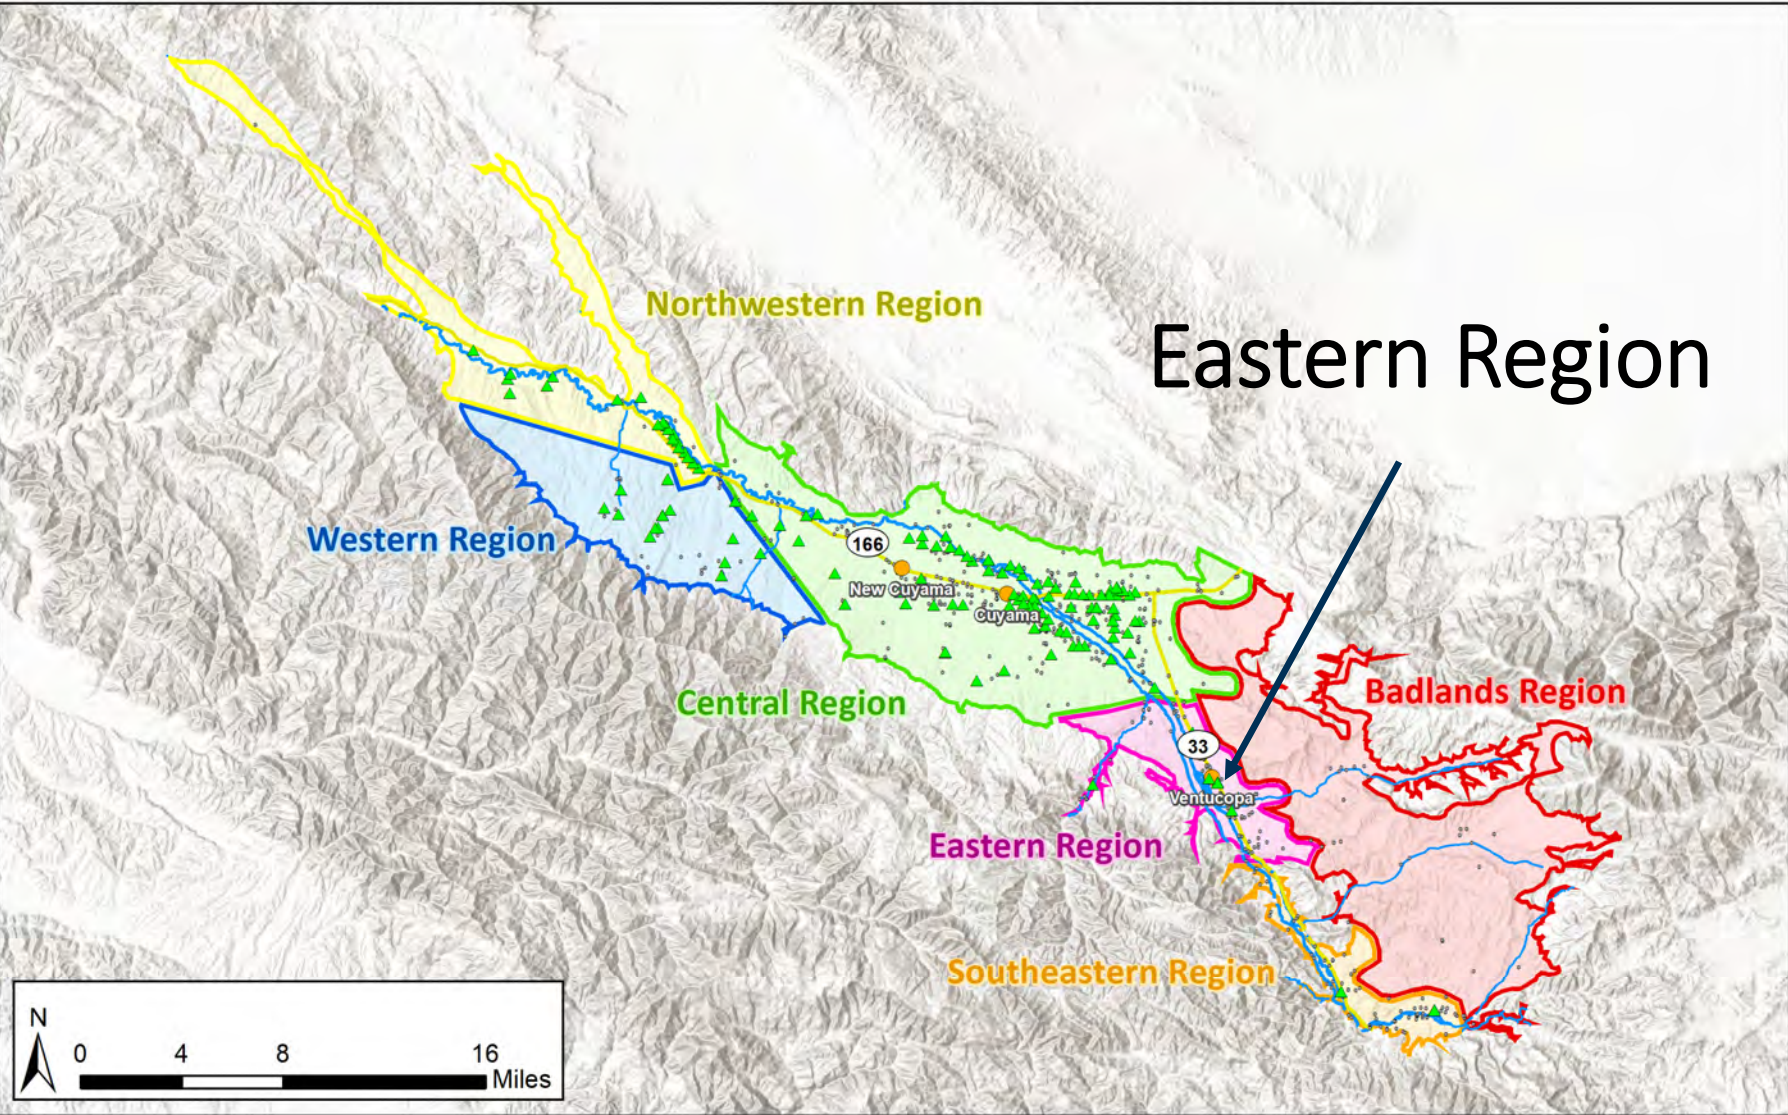 Northwestern Region
Eastern Region
Western Region
166
New Cuyama
Cuyama
Central Region
Badlands Region
33
Ventucopa
Eastern Region
Southeastern Region
N
0 4 8 16
Miles